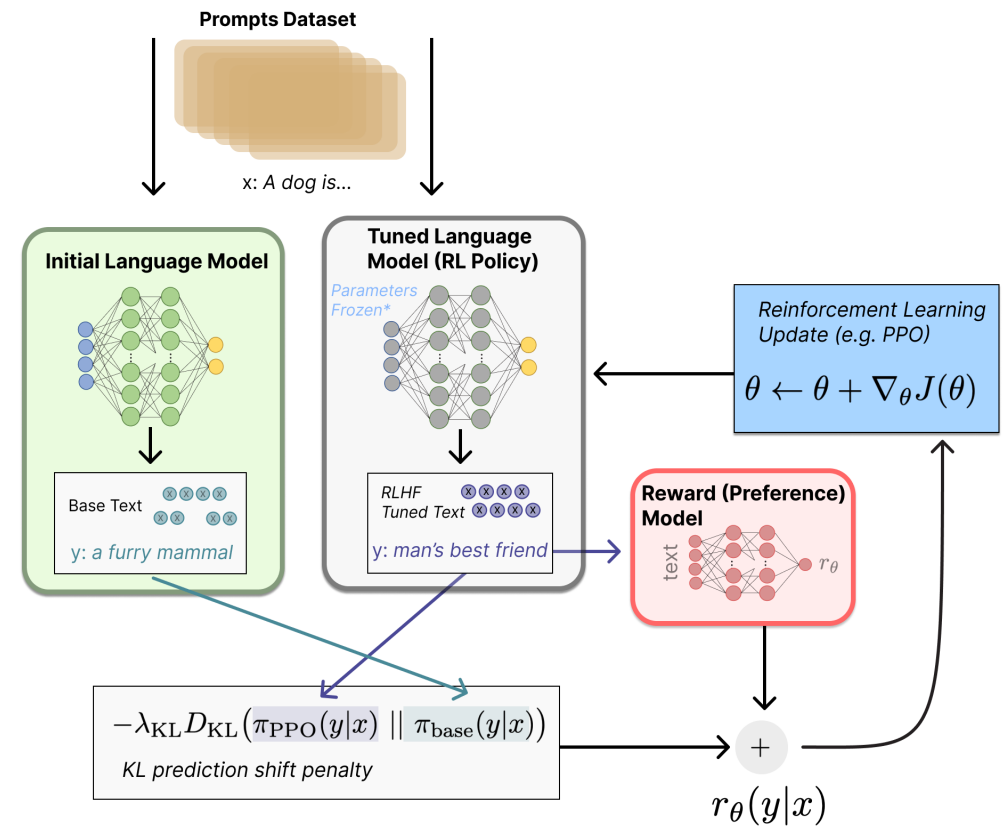 Prompts Dataset
x: A dog is...
Initial Language Model
Base Text
x x x x
x x x x
y: a furry mammal
Tuned Language
Model (RL Policy)
Parameters
Frozen*
RLHF
Tuned Text
x x x x
x x x x
y: man's best friend
Reinforcement Learning
Update (e.g. PPO)
θ ← θ + ∇θJ(θ)
Reward (Preference)
Model
text
rθ
−λKL DKL(πPPO(y|x) || πbase(y|x))
KL prediction shift penalty
+
rθ(y|x)